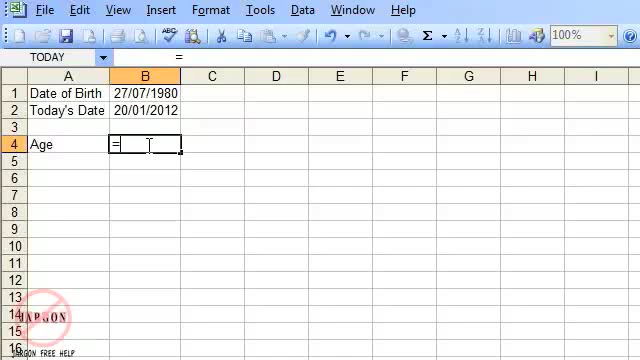 File Edit View Insert Format Tools Data Window Help
Σ 100%
TODAY =
A B C D E F G H I
1 Date of Birth 27/07/1980
2 Today's Date 20/01/2012
3
4 Age =
5
6
7
8
9
10
11
12
13
14
15
16
JARGON
JARGON FREE HELP